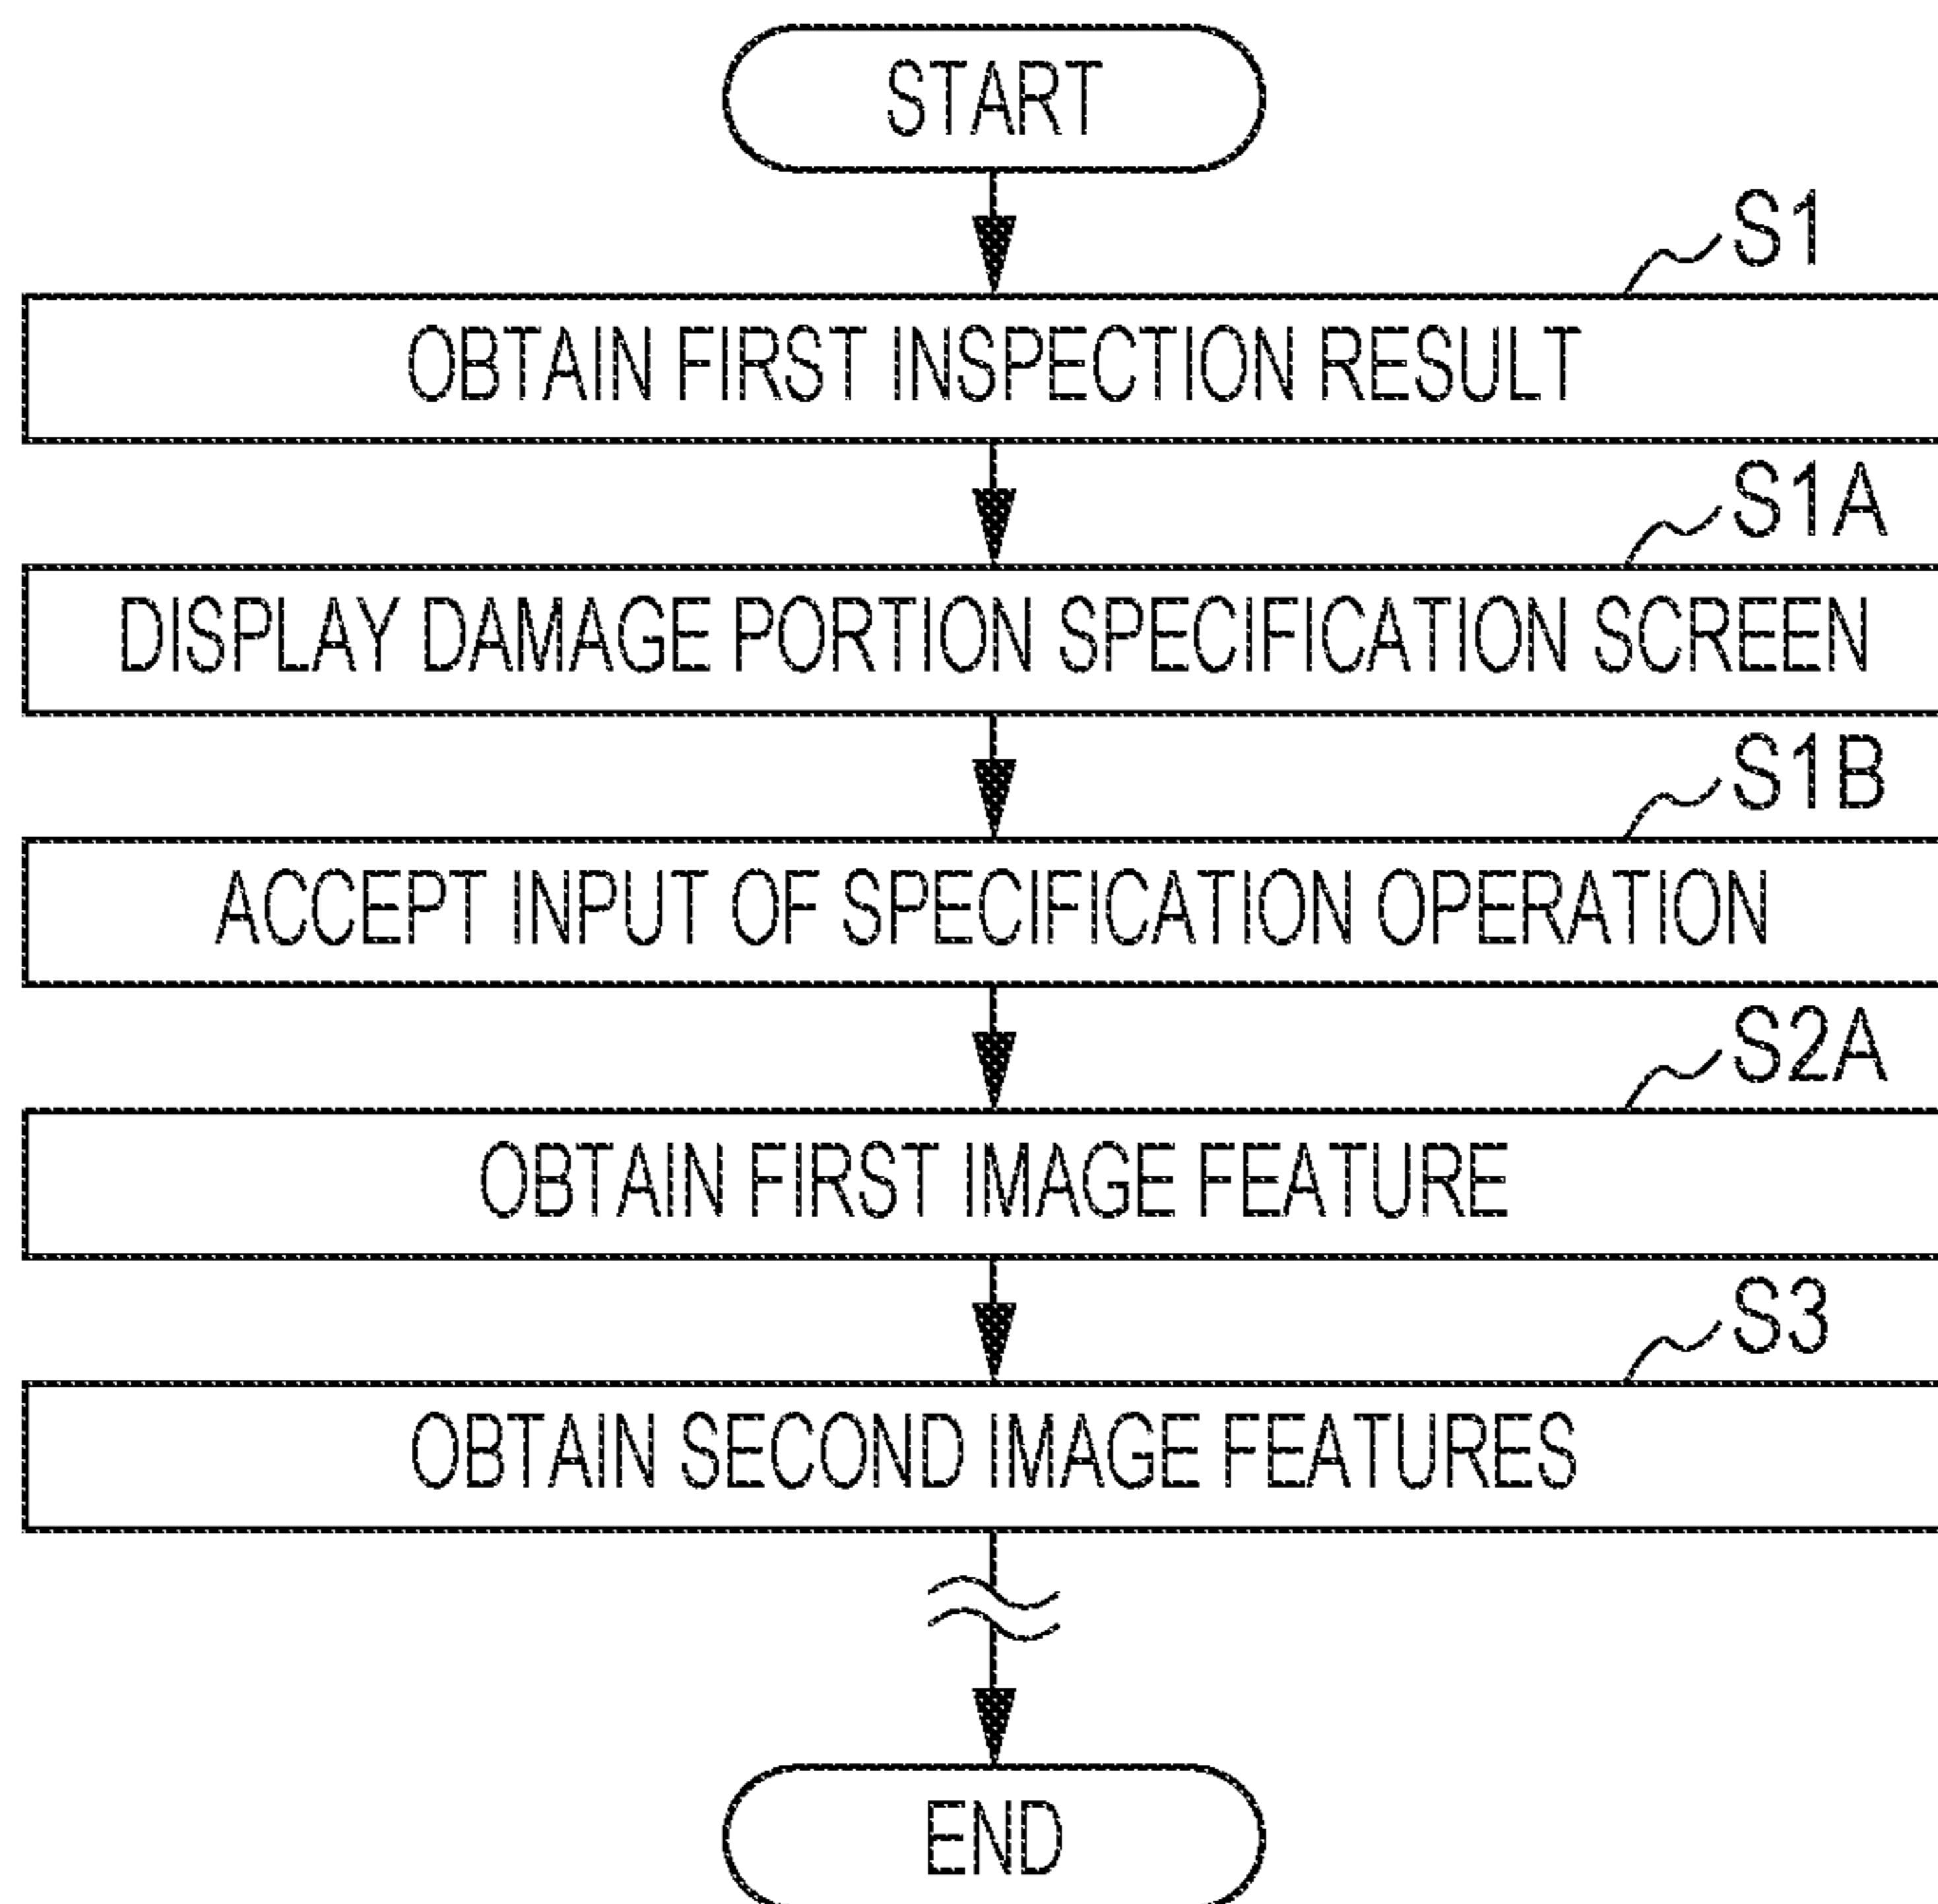 START
S1
OBTAIN FIRST INSPECTION RESULT
S1A
DISPLAY DAMAGE PORTION SPECIFICATION SCREEN
S1B
ACCEPT INPUT OF SPECIFICATION OPERATION
S2A
OBTAIN FIRST IMAGE FEATURE
S3
OBTAIN SECOND IMAGE FEATURES
END